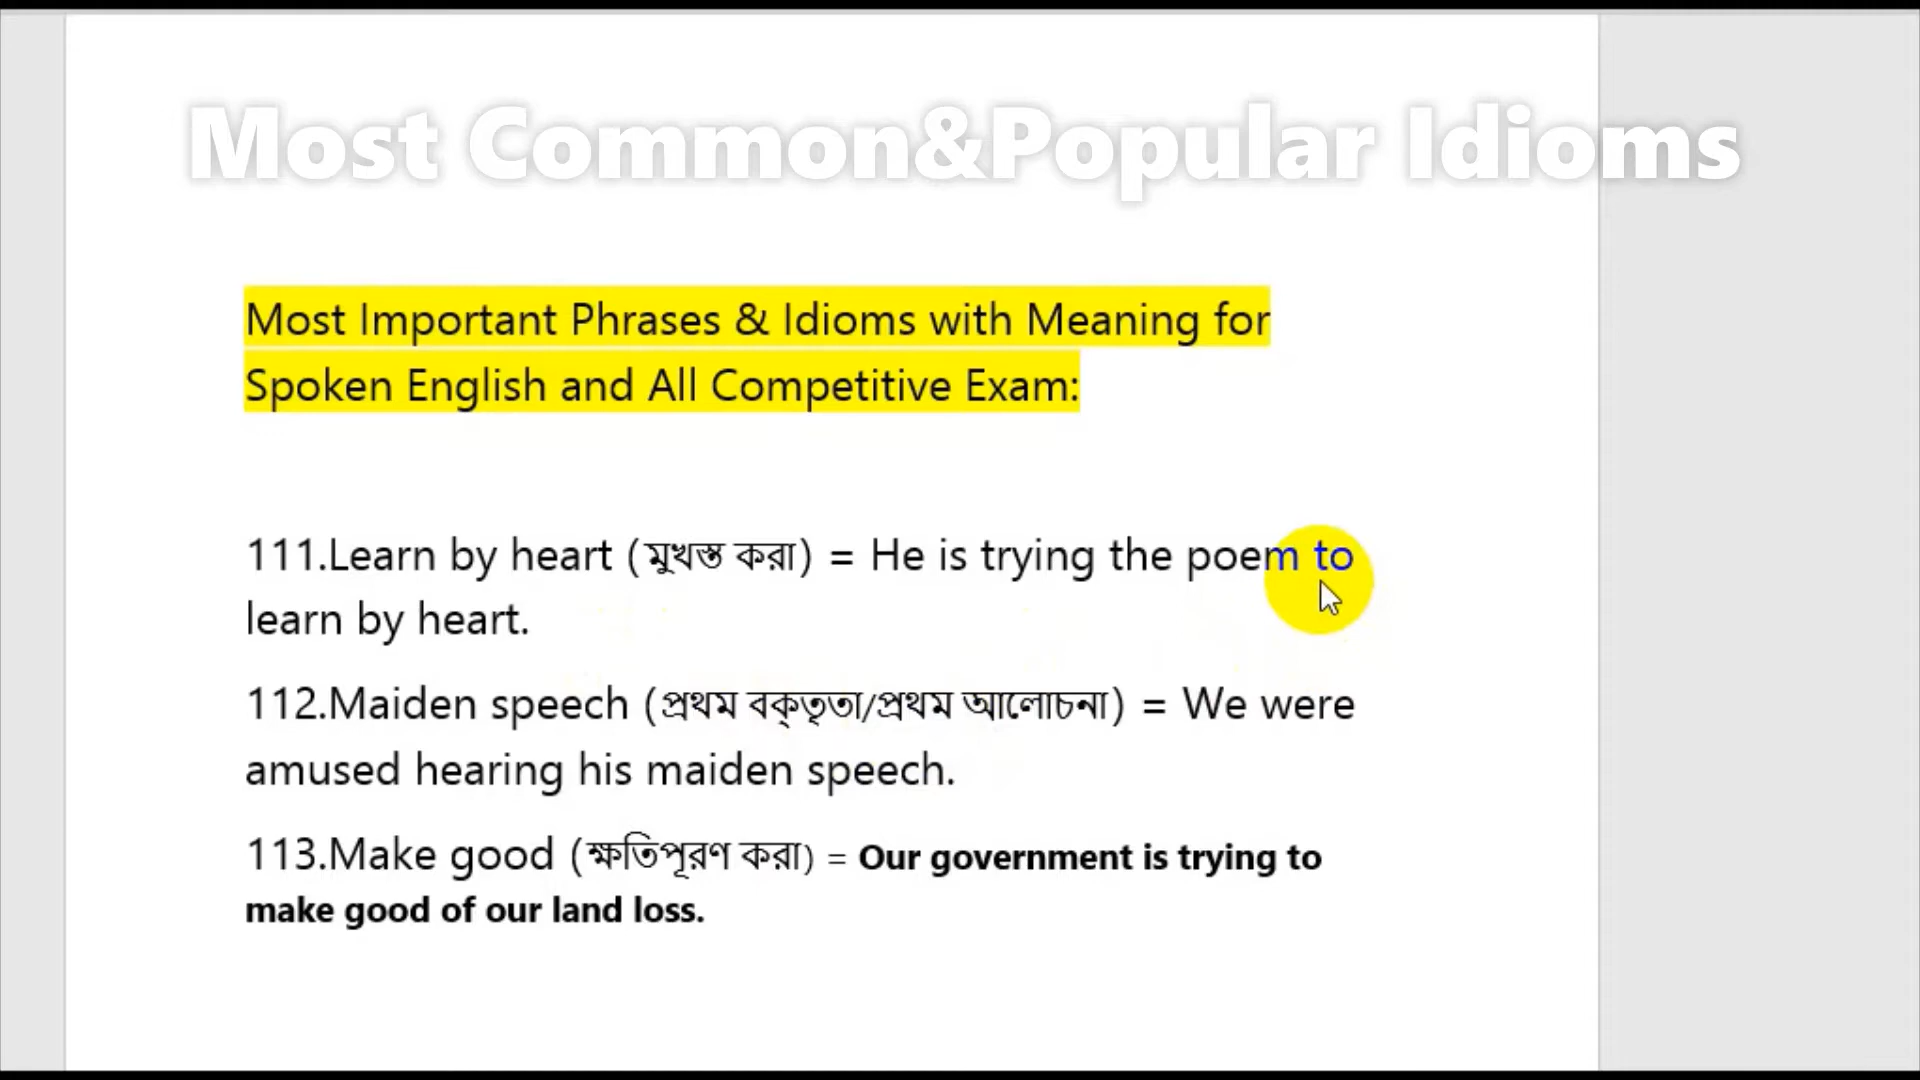 Most Common&Popular Idioms
Most Important Phrases & Idioms with Meaning for
Spoken English and All Competitive Exam:
111.Learn by heart (মুখস্ত করা) = He is trying the poem to
learn by heart.
112.Maiden speech (প্রথম বক্তৃতা/প্রথম আলোচনা) = We were
amused hearing his maiden speech.
113.Make good (ক্ষতিপূরণ করা) = Our government is trying to
make good of our land loss.